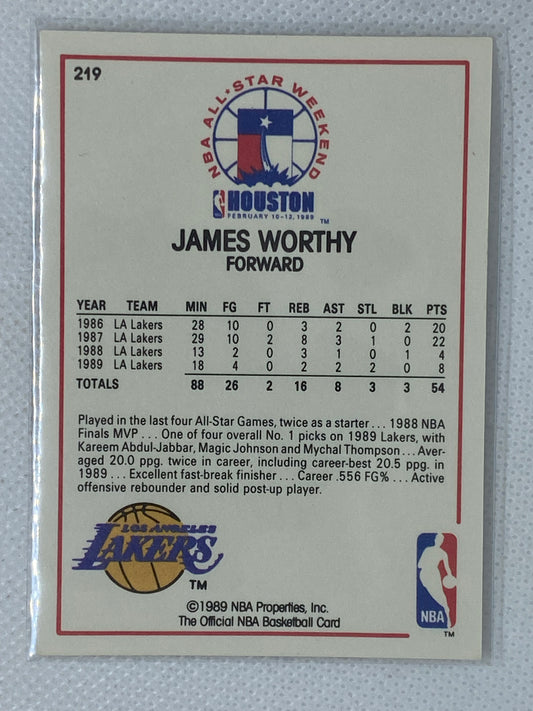 219
NBA ALL★STAR WEEKEND
HOUSTON
FEBRUARY 10-12, 1989
TM
JAMES WORTHY
FORWARD
YEAR TEAM MIN FG FT REB AST STL BLK PTS
1986 LA Lakers 28 10 0 3 2 0 2 20
1987 LA Lakers 29 10 2 8 3 1 0 22
1988 LA Lakers 13 2 0 3 1 0 1 4
1989 LA Lakers 18 4 0 2 2 2 0 8
TOTALS 88 26 2 16 8 3 3 54
Played in the last four All-Star Games, twice as a starter . . . 1988 NBA
Finals MVP . . . One of four overall No. 1 picks on 1989 Lakers, with
Kareem Abdul-Jabbar, Magic Johnson and Mychal Thompson . . . Aver-
aged 20.0 ppg. twice in career, including career-best 20.5 ppg. in
1989 . . . Excellent fast-break finisher . . . Career .556 FG% . . . Active
offensive rebounder and solid post-up player.
LOS ANGELES
LAKERS
TM
NBA
TM
©1989 NBA Properties, Inc.
The Official NBA Basketball Card